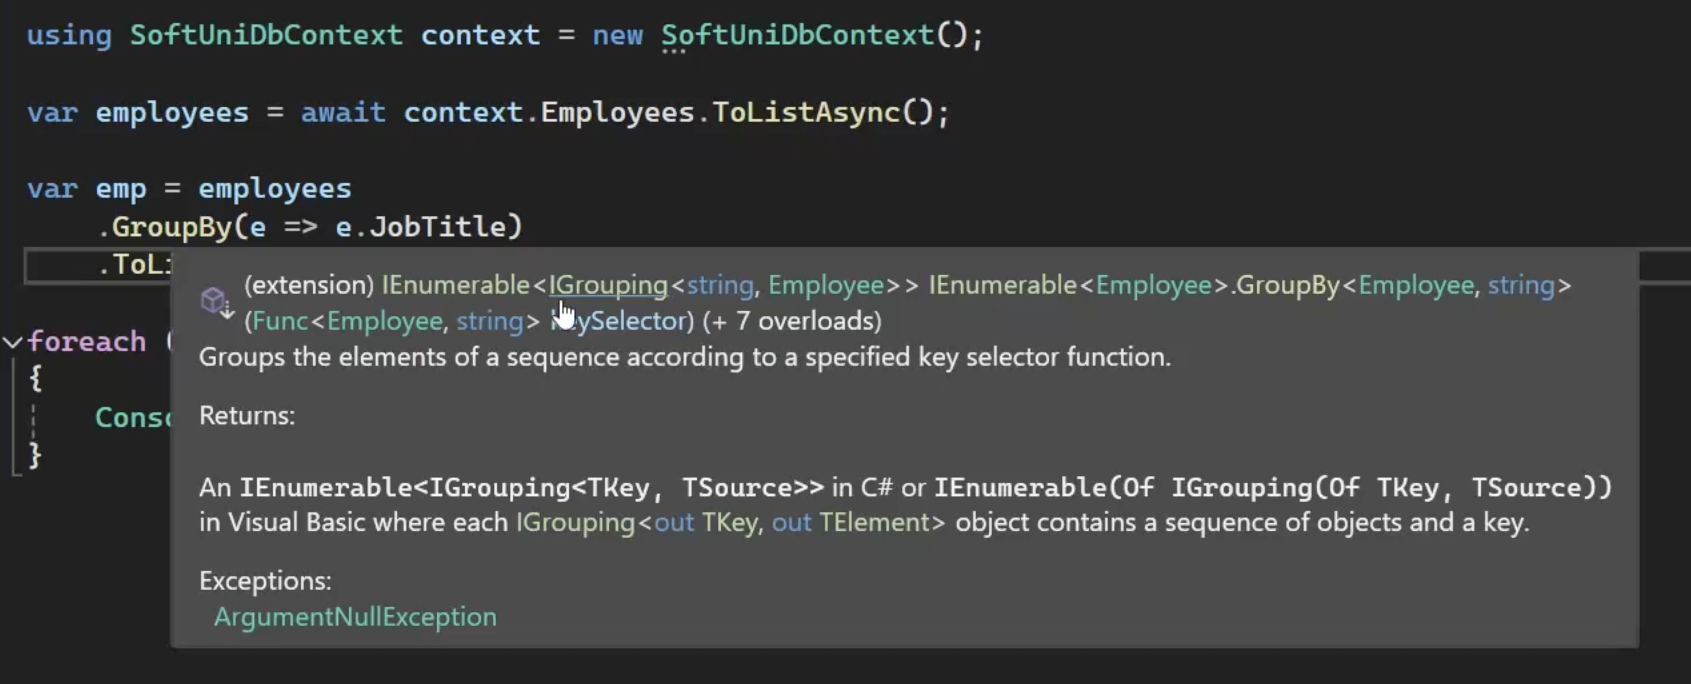 using SoftUniDbContext context = new SoftUniDbContext();
var employees = await context.Employees.ToListAsync();
var emp = employees
.GroupBy(e => e.JobTitle)
.ToLi
(extension) IEnumerable<IGrouping<string, Employee>> IEnumerable<Employee>.GroupBy<Employee, string>
(Func<Employee, string> keySelector) (+ 7 overloads)
foreach (
Groups the elements of a sequence according to a specified key selector function.
{
Conso
Returns:
}
An IEnumerable<IGrouping<TKey, TSource>> in C# or IEnumerable(Of IGrouping(Of TKey, TSource))
in Visual Basic where each IGrouping<out TKey, out TElement> object contains a sequence of objects and a key.
Exceptions:
ArgumentNullException